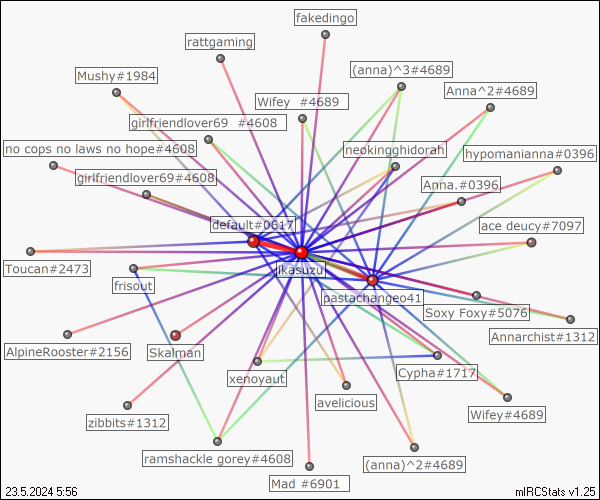 fakedingo
rattgaming
Mushy#1984
(anna)^3#4689
Anna^2#4689
Wifey  #4689
girlfriendlover69  #4608
no cops no laws no hope#4608
neokingghidorah
hypomanianna#0396
girlfriendlover69#4608
Anna.#0396
default#0617
ace deucy#7097
Toucan#2473
jkasuzu
frisout
pastachangeo41
Soxy Foxy#5076
Annarchist#1312
AlpineRooster#2156
Skalman
xenoyaut
Cypha#1717
avelicious
Wifey#4689
zibbits#1312
ramshackle gorey#4608
(anna)^2#4689
Mad #6901
23.5.2024 5:56
mIRCStats v1.25